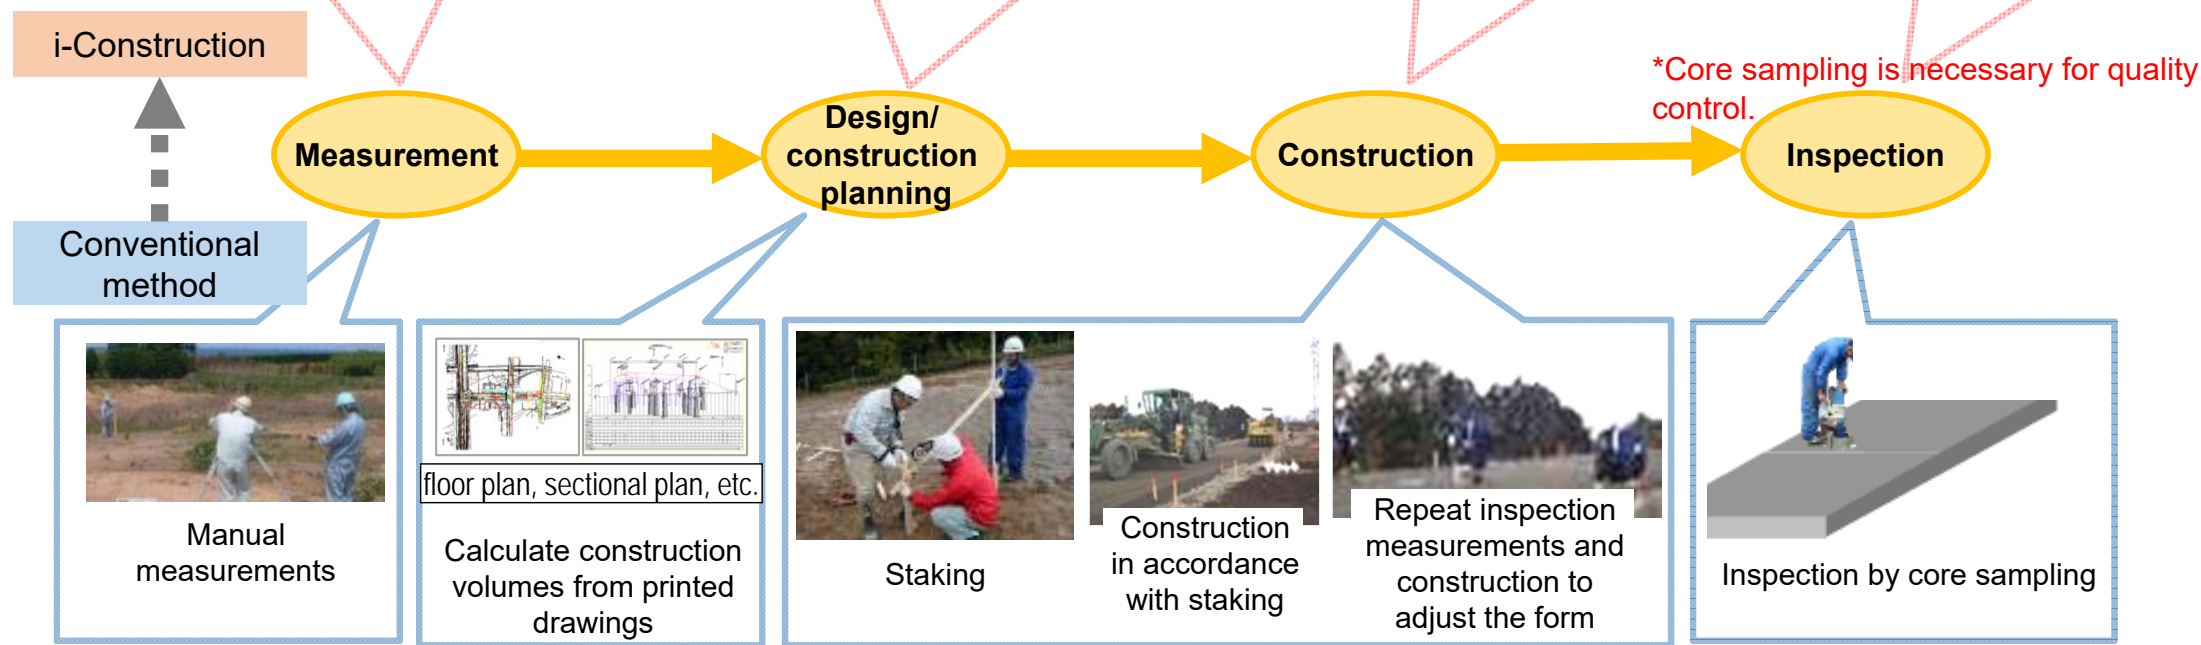 i-Construction
*Core sampling is necessary for quality
control.
Measurement
Design/
construction
planning
Construction
Inspection
Conventional
method
Manual
measurements
floor plan, sectional plan, etc.
Calculate construction
volumes from printed
drawings
Staking
Construction
in accordance
with staking
Repeat inspection
measurements and
construction to
adjust the form
Inspection by core sampling